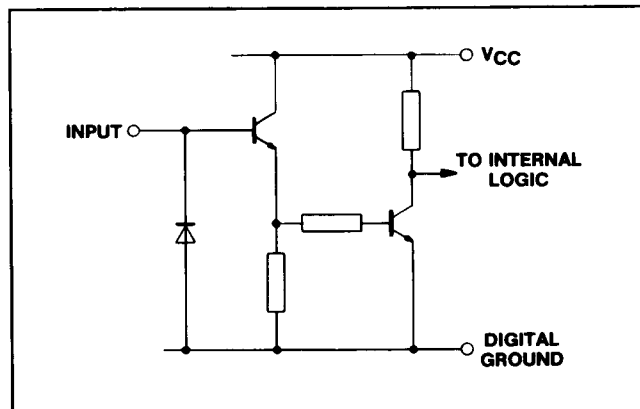 VCC
INPUT
TO INTERNAL
LOGIC
DIGITAL
GROUND